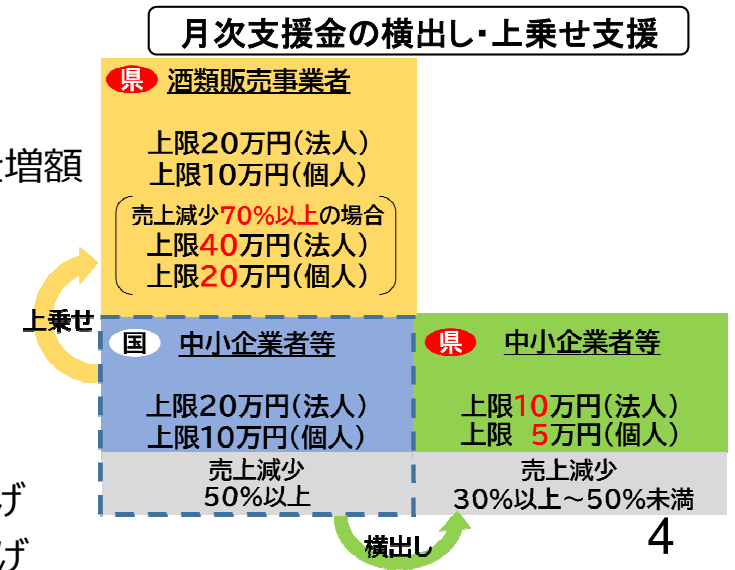 月次支援金の横出し・上乗せ支援
県 酒類販売事業者
上限20万円(法人)
上限10万円(個人)
増額
売上減少70%以上の場合
上限40万円(法人)
上限20万円(個人)
上乗せ
国 中小企業者等
上限20万円(法人)
上限10万円(個人)
売上減少
50%以上
県 中小企業者等
上限10万円(法人)
上限 5万円(個人)
売上減少
30%以上～50%未満
げ
げ
横出し
4